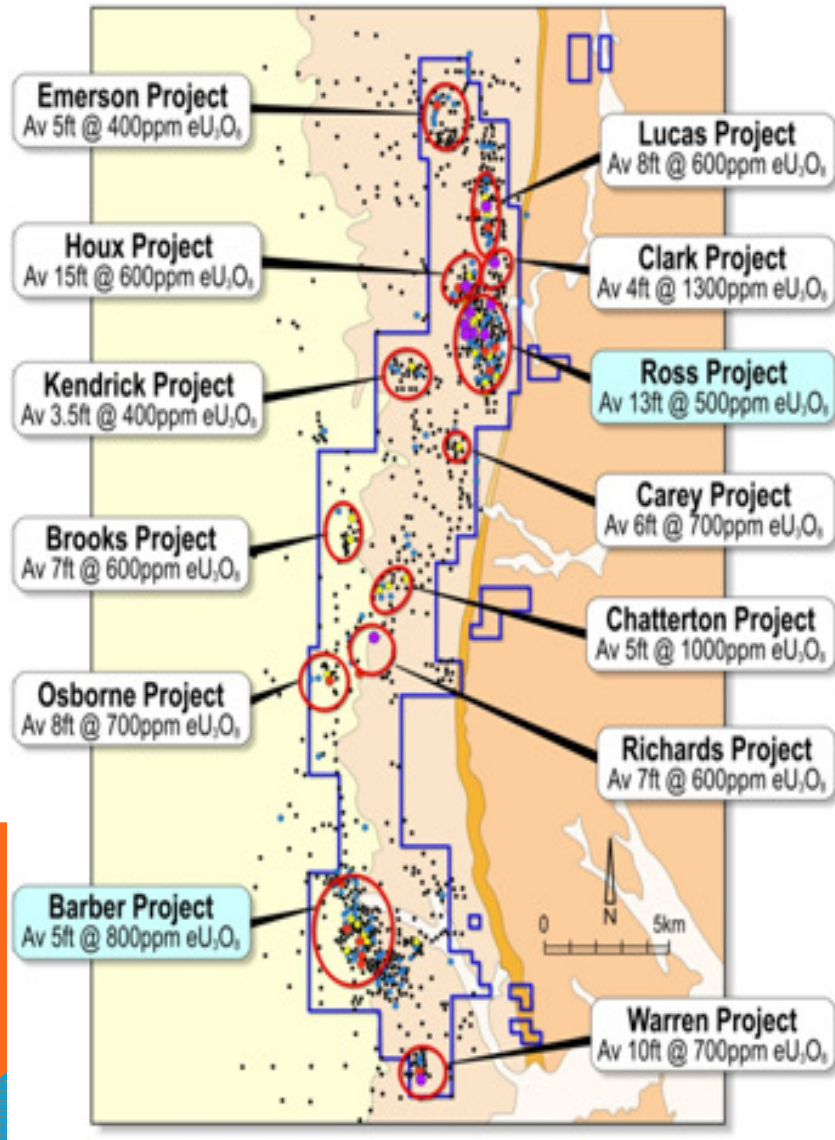 Emerson Project
Av 5ft @ 400ppm eU₃O₈
Lucas Project
Av 8ft @ 600ppm eU₃O₈
Houx Project
Av 15ft @ 600ppm eU₃O₈
Clark Project
Av 4ft @ 1300ppm eU₃O₈
Kendrick Project
Av 3.5ft @ 400ppm eU₃O₈
Ross Project
Av 13ft @ 500ppm eU₃O₈
Carey Project
Av 6ft @ 700ppm eU₃O₈
Brooks Project
Av 7ft @ 600ppm eU₃O₈
Chatterton Project
Av 5ft @ 1000ppm eU₃O₈
Osborne Project
Av 8ft @ 700ppm eU₃O₈
Richards Project
Av 7ft @ 600ppm eU₃O₈
Barber Project
Av 5ft @ 800ppm eU₃O₈
N
0 5km
Warren Project
Av 10ft @ 700ppm eU₃O₈